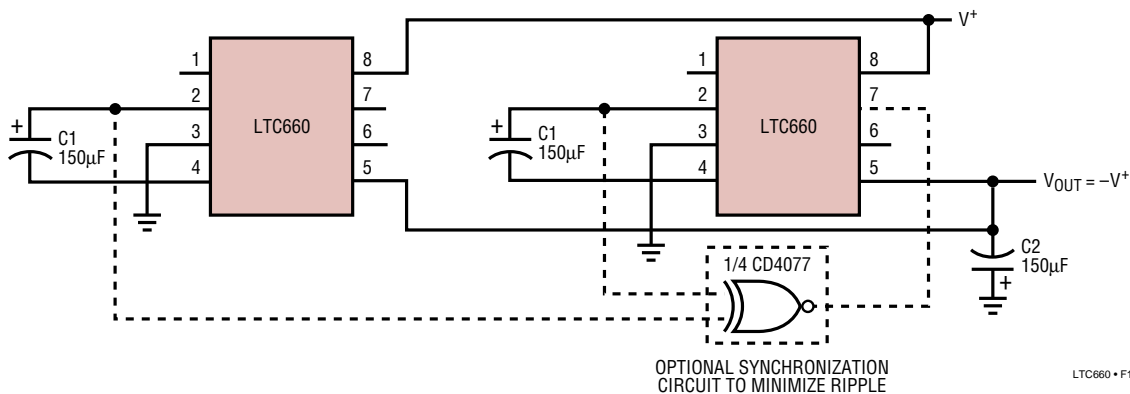 V+
1
2
3
4
LTC660
8
7
6
5
+
C1
150µF
1
2
3
4
LTC660
8
7
6
5
+
C1
150µF
VOUT = –V+
C2
150µF
+
1/4 CD4077
OPTIONAL SYNCHRONIZATION
CIRCUIT TO MINIMIZE RIPPLE
LTC660 • F1